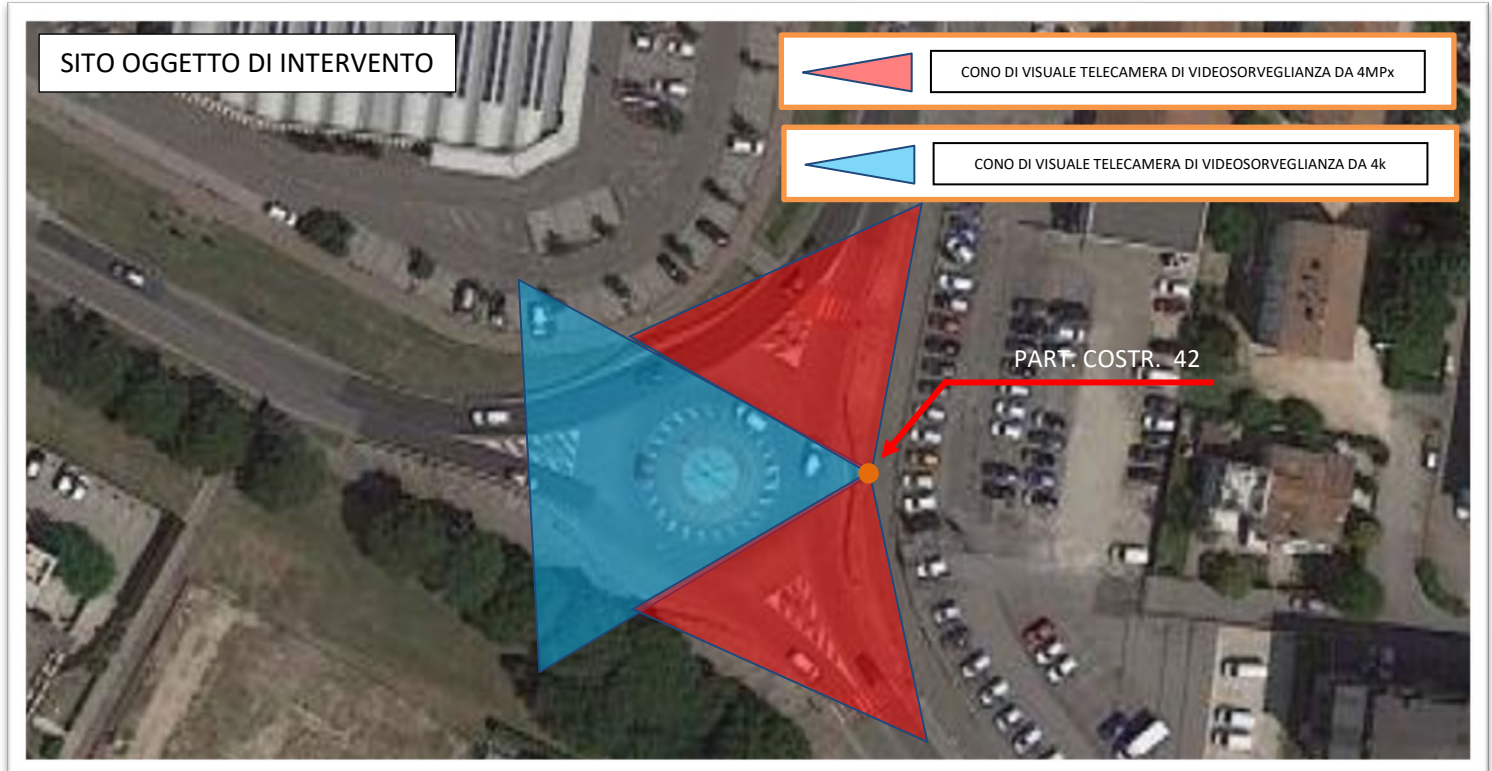 SITO OGGETTO DI INTERVENTO
CONO DI VISUALE TELECAMERA DI VIDEOSORVEGLIANZA DA 4MPx
CONO DI VISUALE TELECAMERA DI VIDEOSORVEGLIANZA DA 4k
PART. COSTR. 42